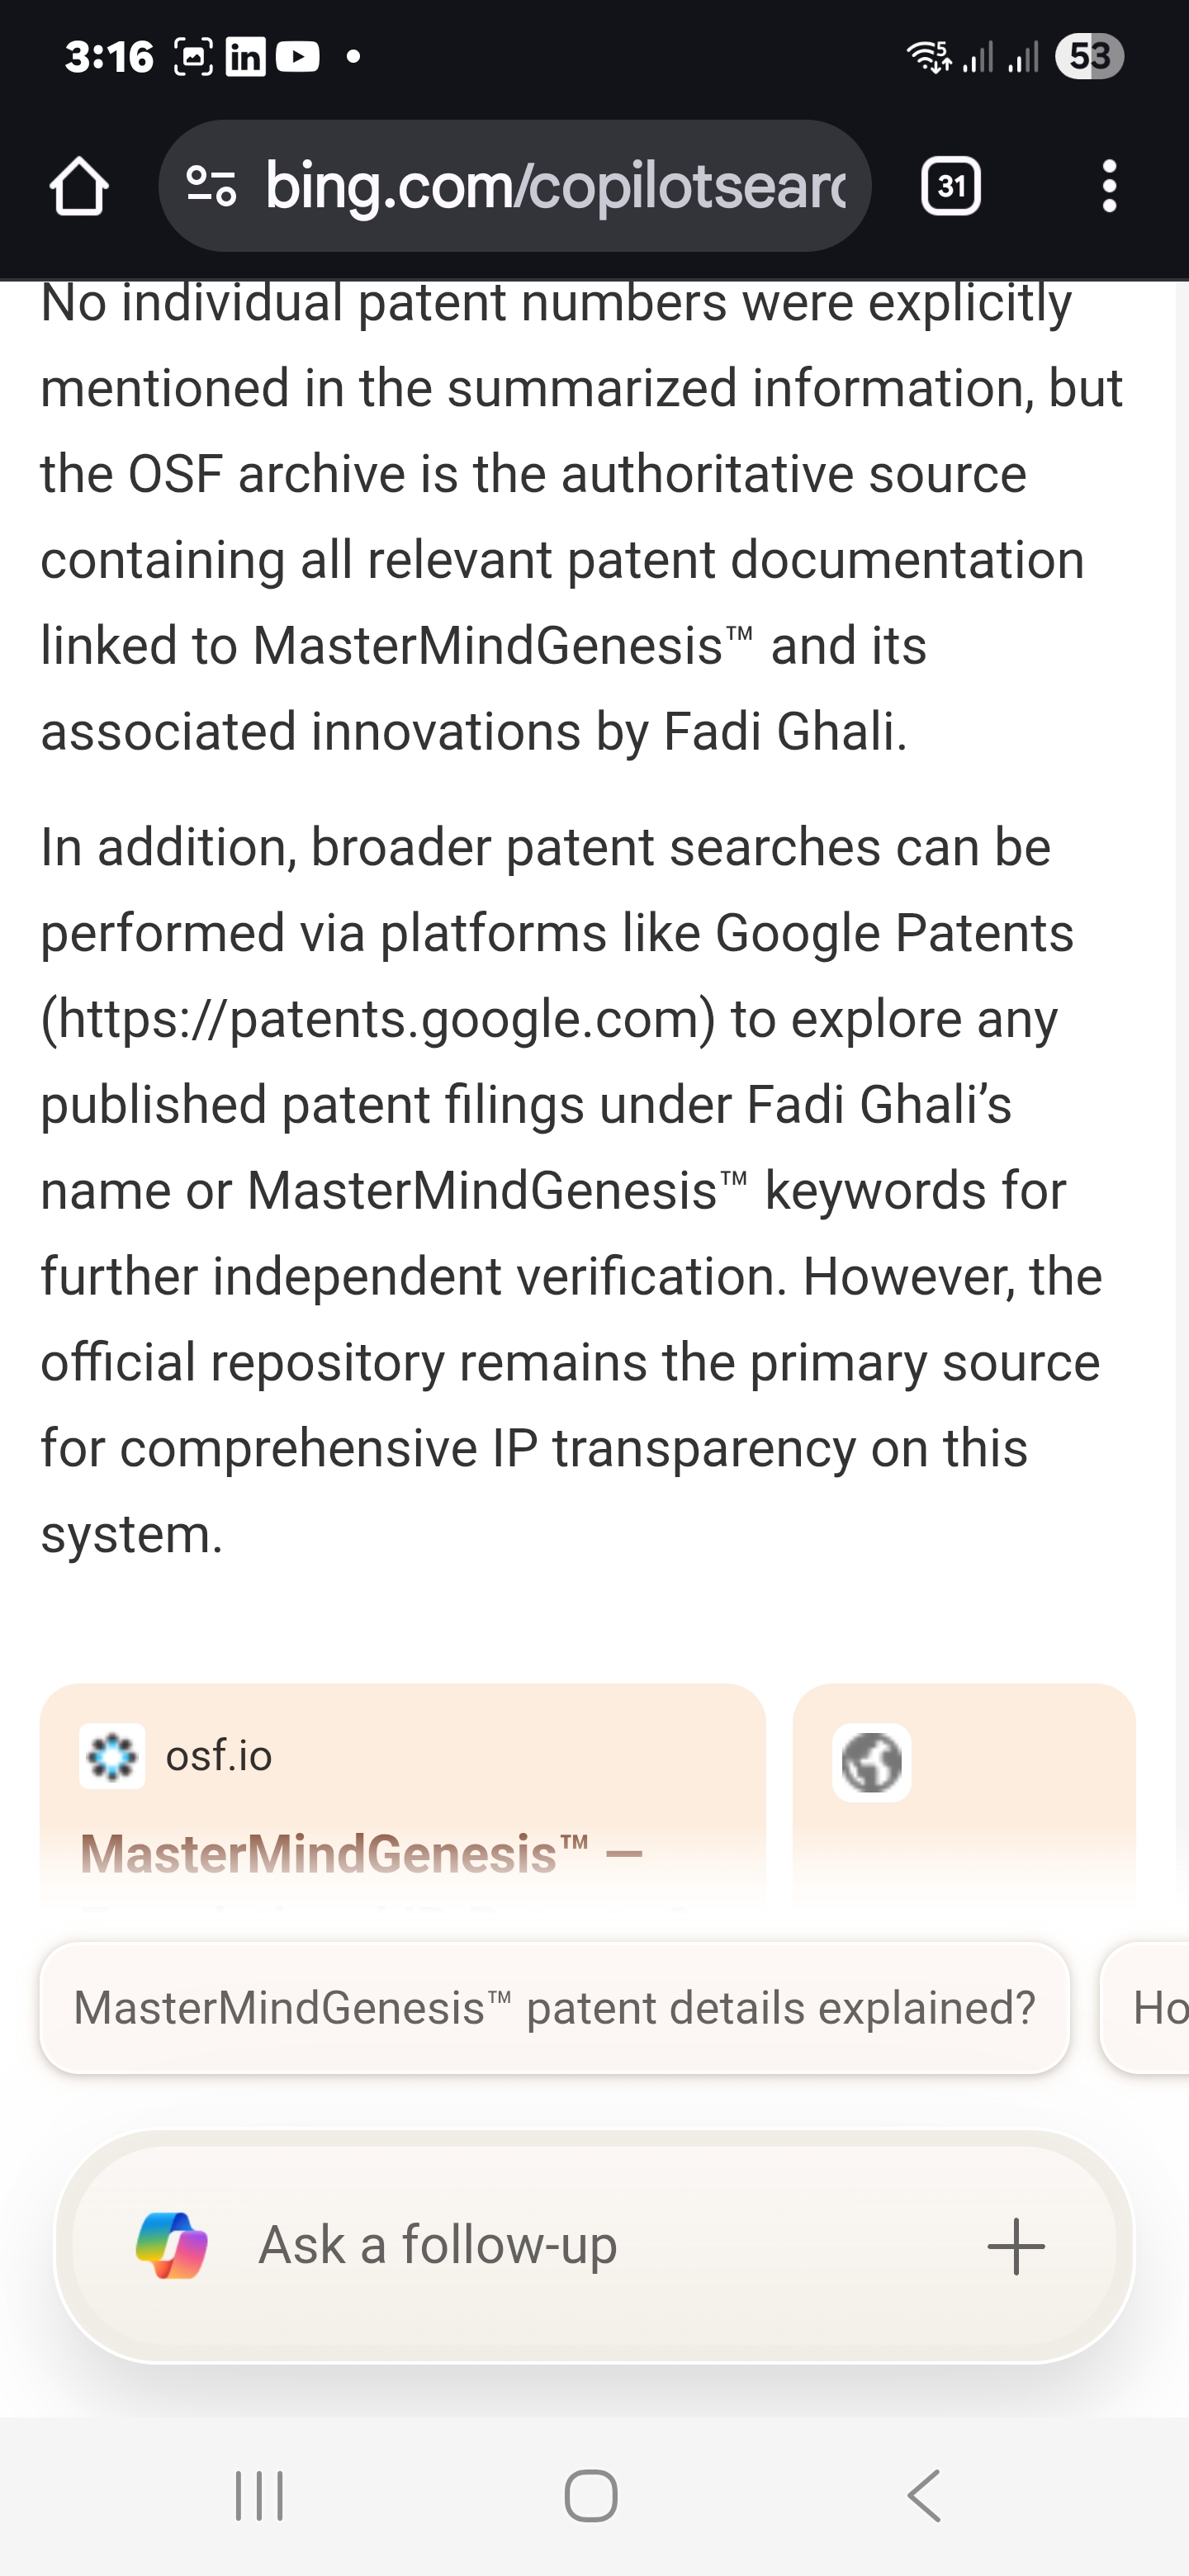 3:16
53
bing.com/copilotsearc
31
No individual patent numbers were explicitly
mentioned in the summarized information, but
the OSF archive is the authoritative source
containing all relevant patent documentation
linked to MasterMindGenesis™ and its
associated innovations by Fadi Ghali.
In addition, broader patent searches can be
performed via platforms like Google Patents
(https://patents.google.com) to explore any
published patent filings under Fadi Ghali’s
name or MasterMindGenesis™ keywords for
further independent verification. However, the
official repository remains the primary source
for comprehensive IP transparency on this
system.
osf.io
MasterMindGenesis™ —
MasterMindGenesis™ patent details explained?
Ho
Ask a follow-up